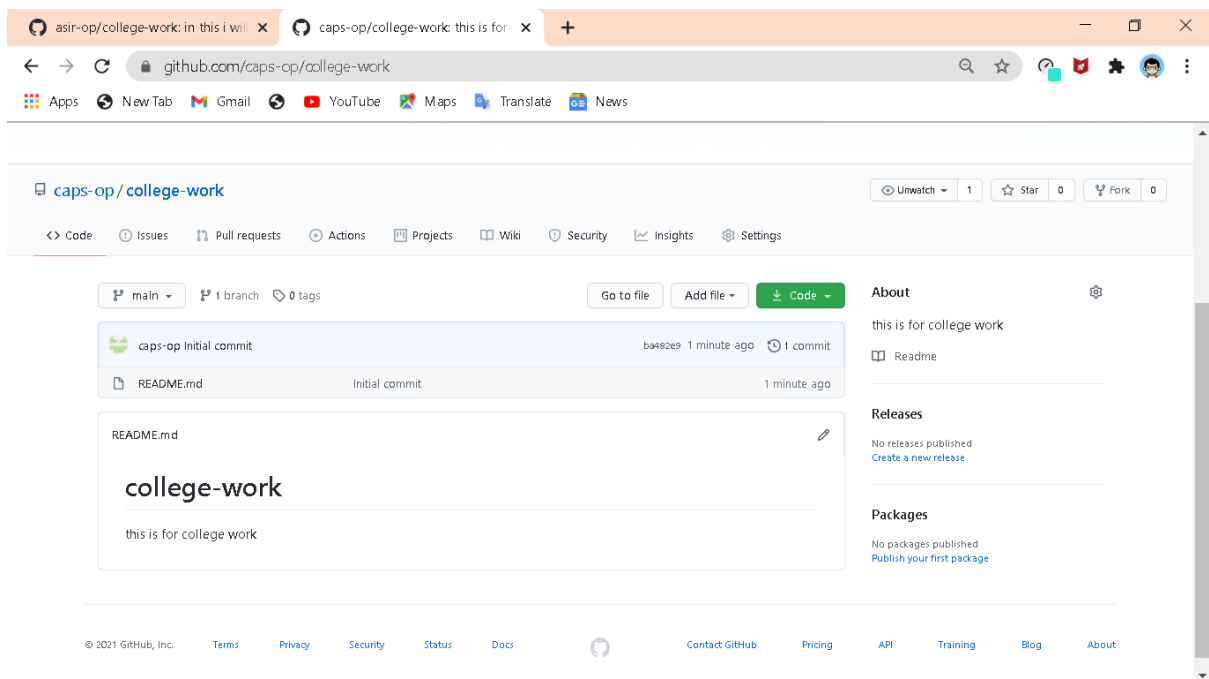 asir-op/college-work: in this i will
caps-op/college-work: this is for
github.com/caps-op/college-work
Apps New Tab Gmail YouTube Maps Translate GE News
caps-op / college-work
Unwatch 1 Star 0 Fork 0
<> Code Issues Pull requests Actions Projects Wiki Security Insights Settings
main 1 branch 0 tags Go to file Add file Code
caps-op Initial commit ba482e9 1 minute ago 1 commit
README.md Initial commit 1 minute ago
README.md
college-work
this is for college work
About
this is for college work
Readme
Releases
No releases published
Create a new release
Packages
No packages published
Publish your first package
© 2021 GitHub, Inc. Terms Privacy Security Status Docs Contact GitHub Pricing API Training Blog About